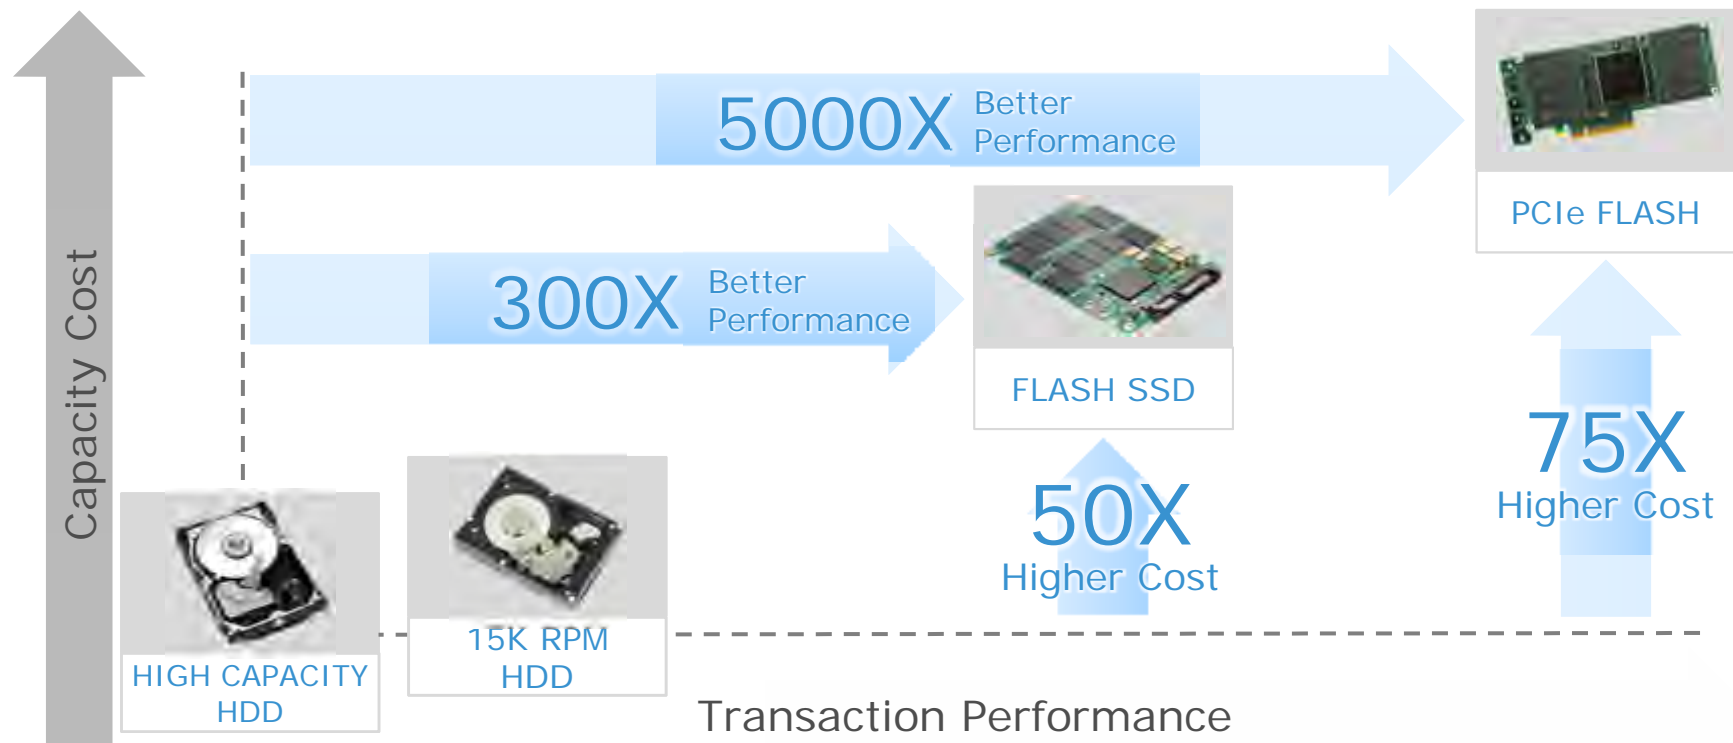 5000X
Better
Performance
PCIe FLASH
300X
Better
Performance
FLASH SSD
Capacity Cost
75X
Higher Cost
50X
Higher Cost
15K RPM
HDD
HIGH CAPACITY
HDD
Transaction Performance